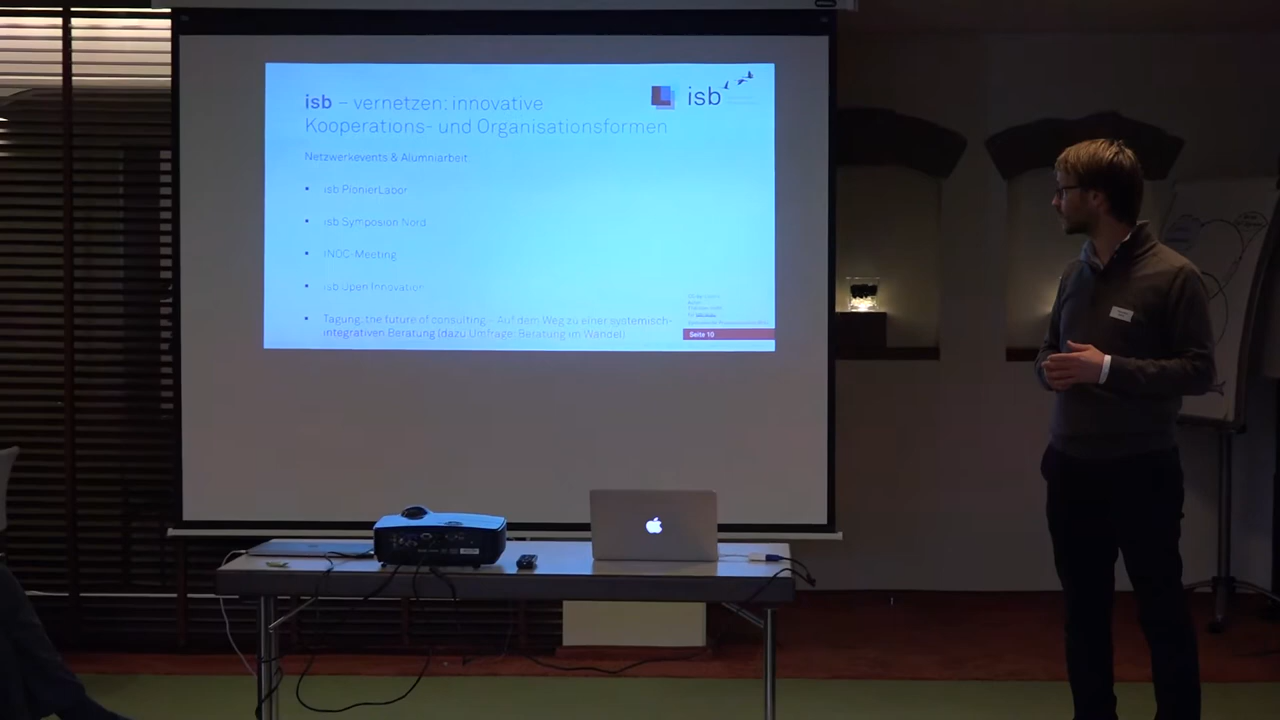 isb – vernetzen: innovative
Kooperations- und Organisationsformen
isb
Netzwerkevents & Alumniarbeit:
• isb PionierLabor
• isb Symposion Nord
• INOC-Meeting
• isb Open Innovation
• Tagung: the future of consulting – Auf dem Weg zu einer systemisch-
integrativen Beratung (dazu Umfrage: Beratung im Wandel)
Seite 10